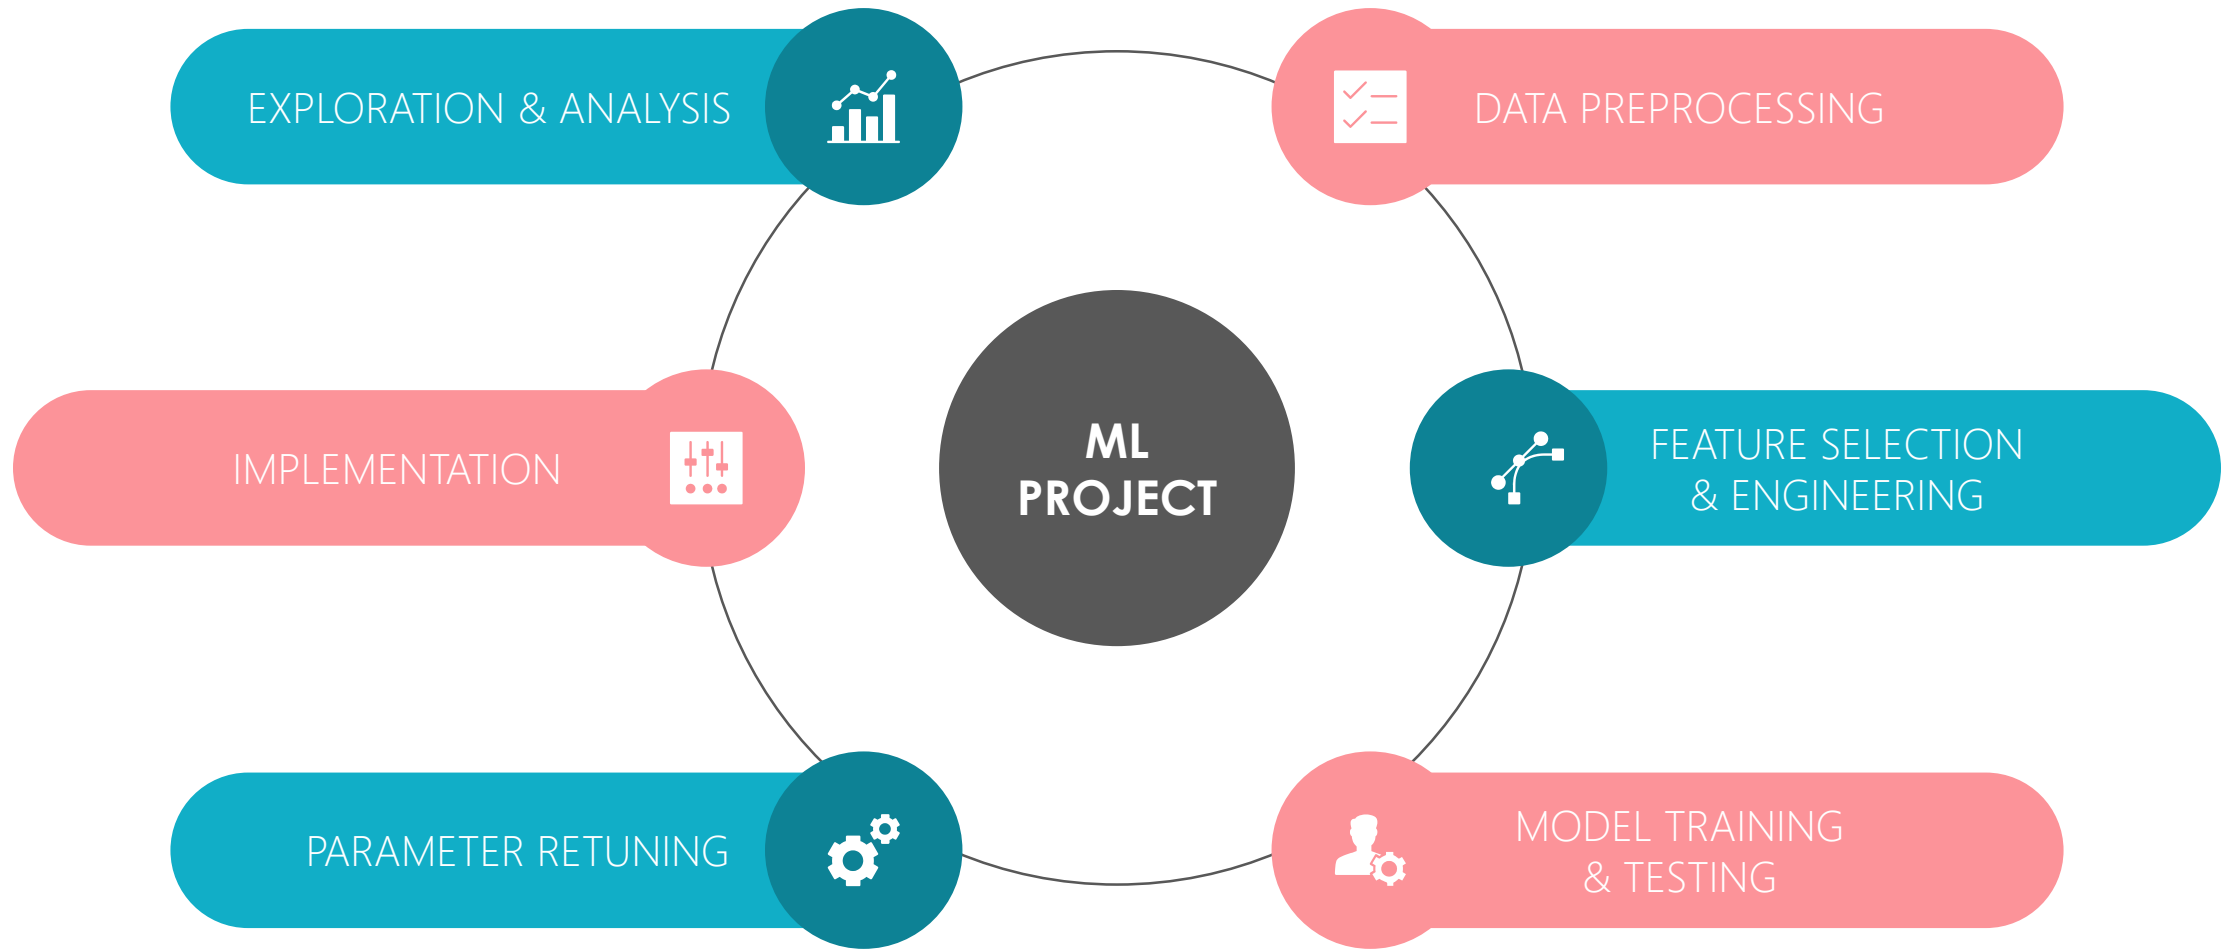 EXPLORATION & ANALYSIS
DATA PREPROCESSING
IMPLEMENTATION
ML
PROJECT
FEATURE SELECTION
& ENGINEERING
PARAMETER RETUNING
MODEL TRAINING
& TESTING